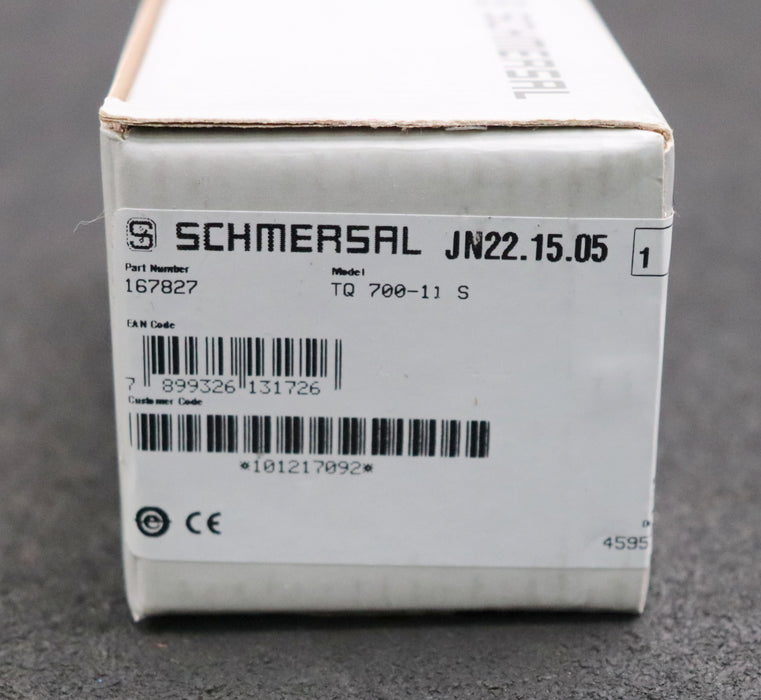 SCHMERSAL
SCHMERSAL JN22.15.05 1
Part Number Model
167827 TQ 700-11 S
EAN Code
7 899326 131726
Customer Code
*101217092*
e CE
4595